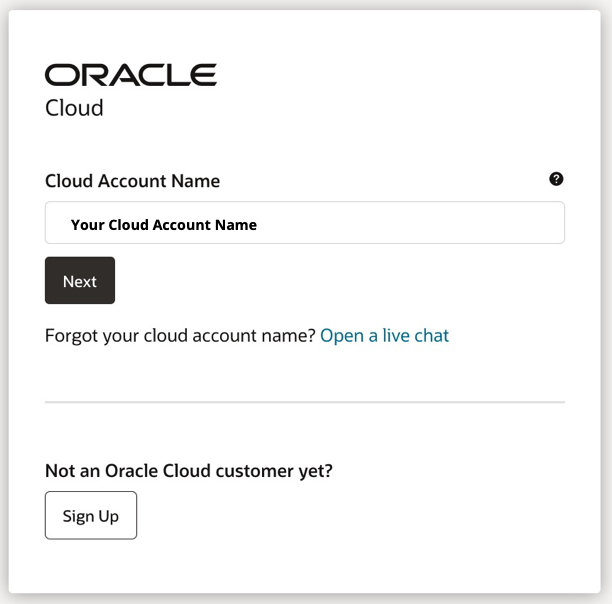 ORACLE
Cloud
Cloud Account Name
?
Your Cloud Account Name
Next
Forgot your cloud account name? Open a live chat
Not an Oracle Cloud customer yet?
Sign Up